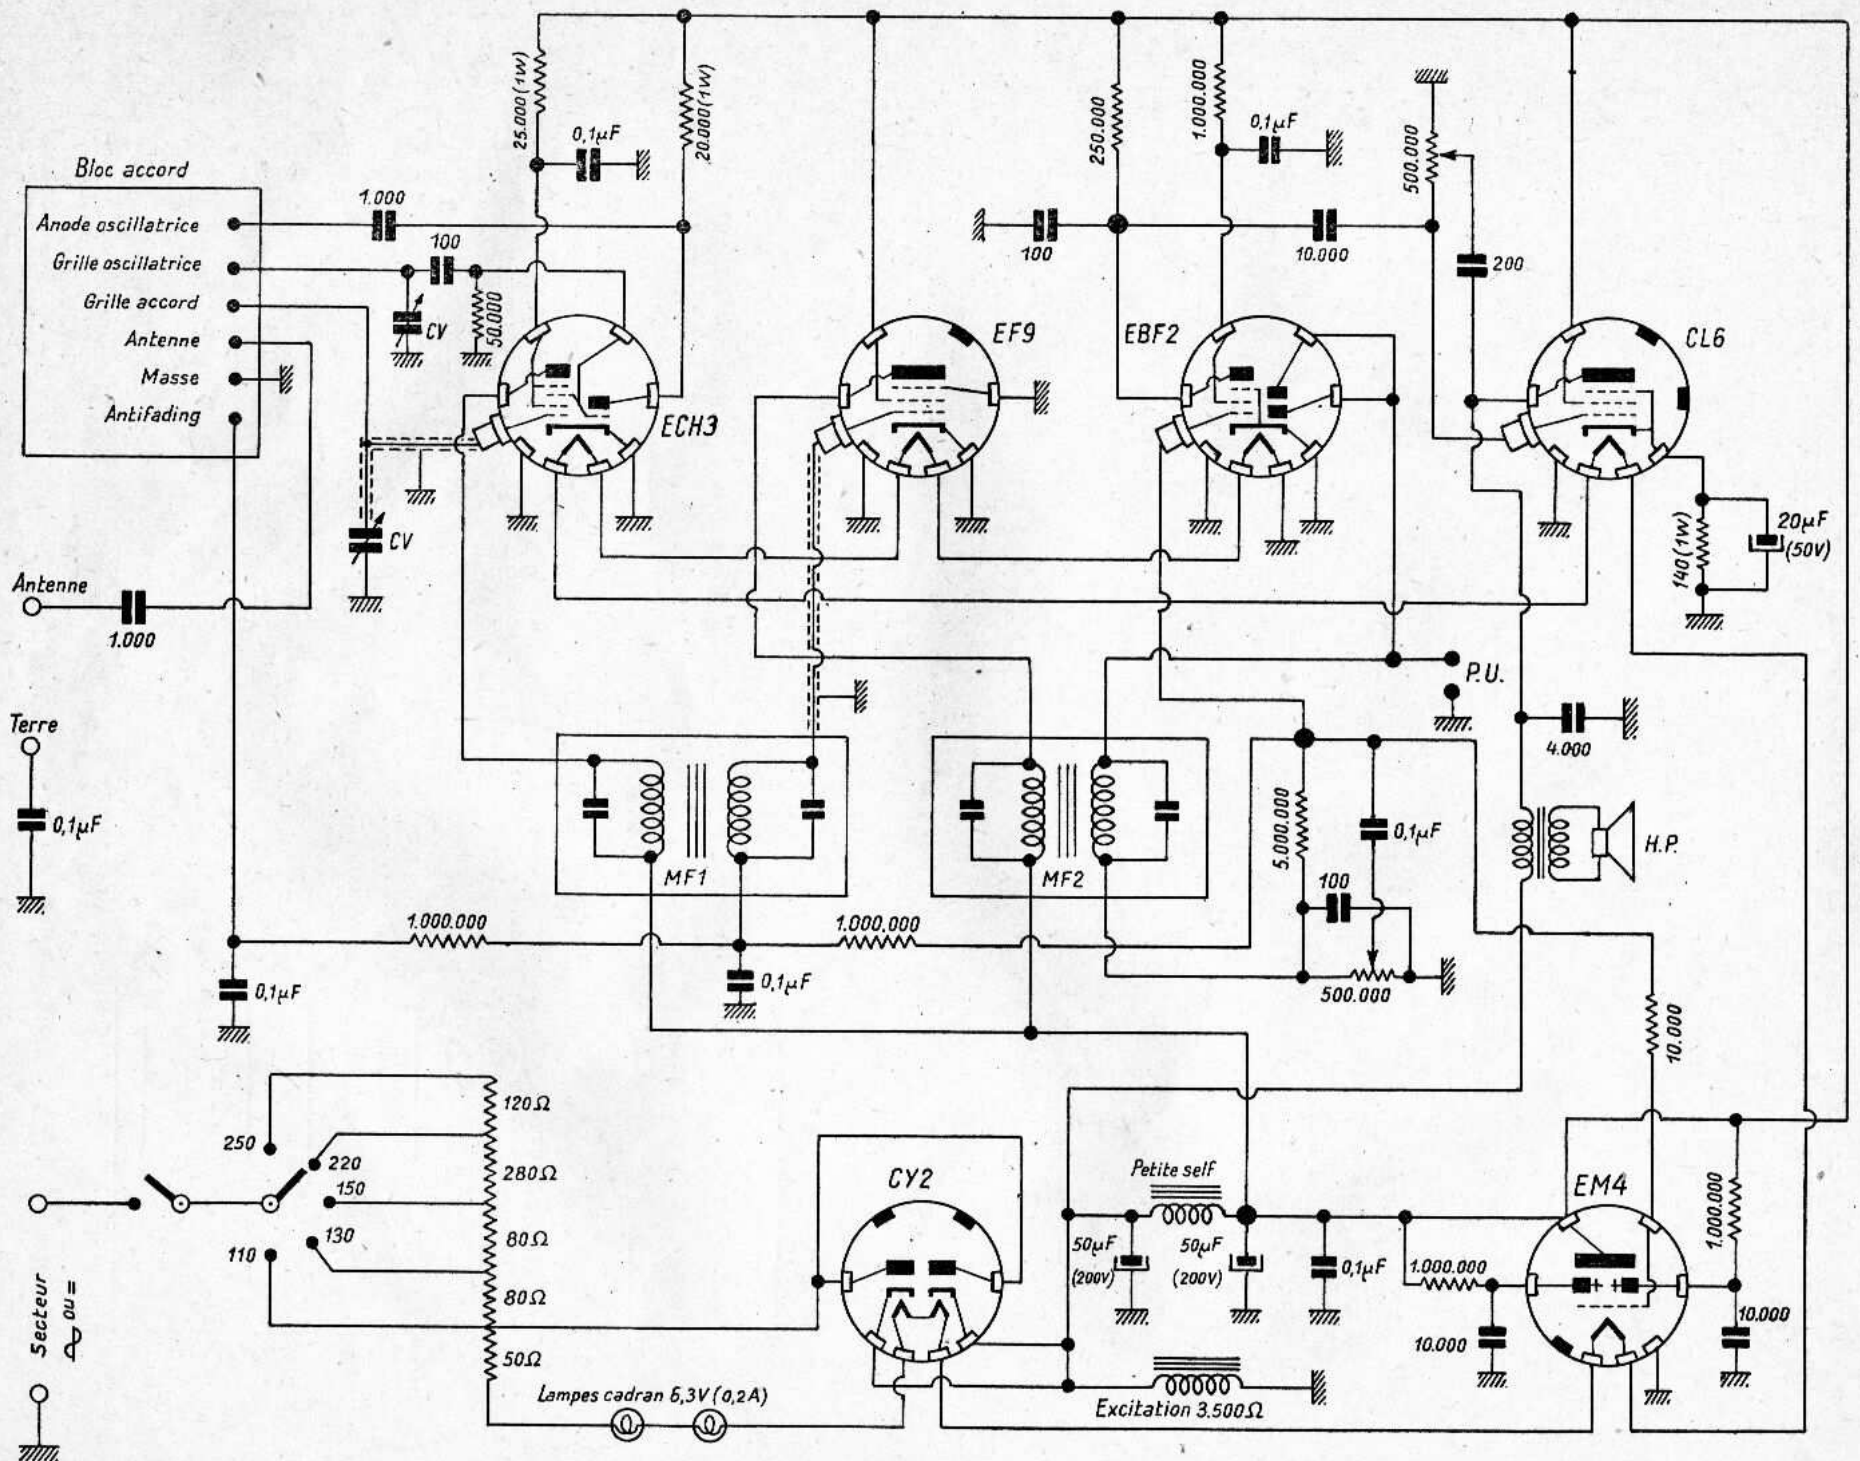 25.000 (1W)
0,1µF
20.000 (1W)
250.000
1.000.000
0,1µF
500.000
Bloc accord
Anode oscillatrice
Grille oscillatrice
Grille accord
Antenne
Masse
Antifading
1.000
100
CV
50.000
100
10.000
200
ECH3
EF9
EBF2
CL6
CV
140 (1W)
20µF
(50V)
Antenne
1.000
P.U.
Terre
0,1µF
4.000
MF1
MF2
5.000.000
0,1µF
100
500.000
H.P.
1.000.000
1.000.000
0,1µF
0,1µF
10.000
120Ω
250
220
280Ω
150
130
80Ω
110
80Ω
50Ω
Secteur
ou =
CY2
Petite self
50µF
(200V)
50µF
(200V)
0,1µF
EM4
1.000.000
1.000.000
10.000
10.000
Lampes cadran 6,3V (0,2A)
Excitation 3.500Ω